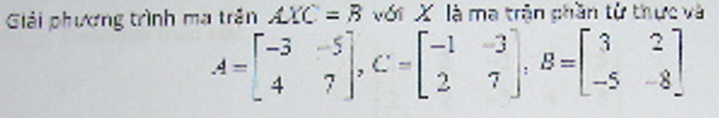 Giải phương trình ma trận AXC = B với X là ma trận phần tử thực và
A = [-3 -5; 4 7], C = [-1 -3; 2 7], B = [3 2; -5 -8]